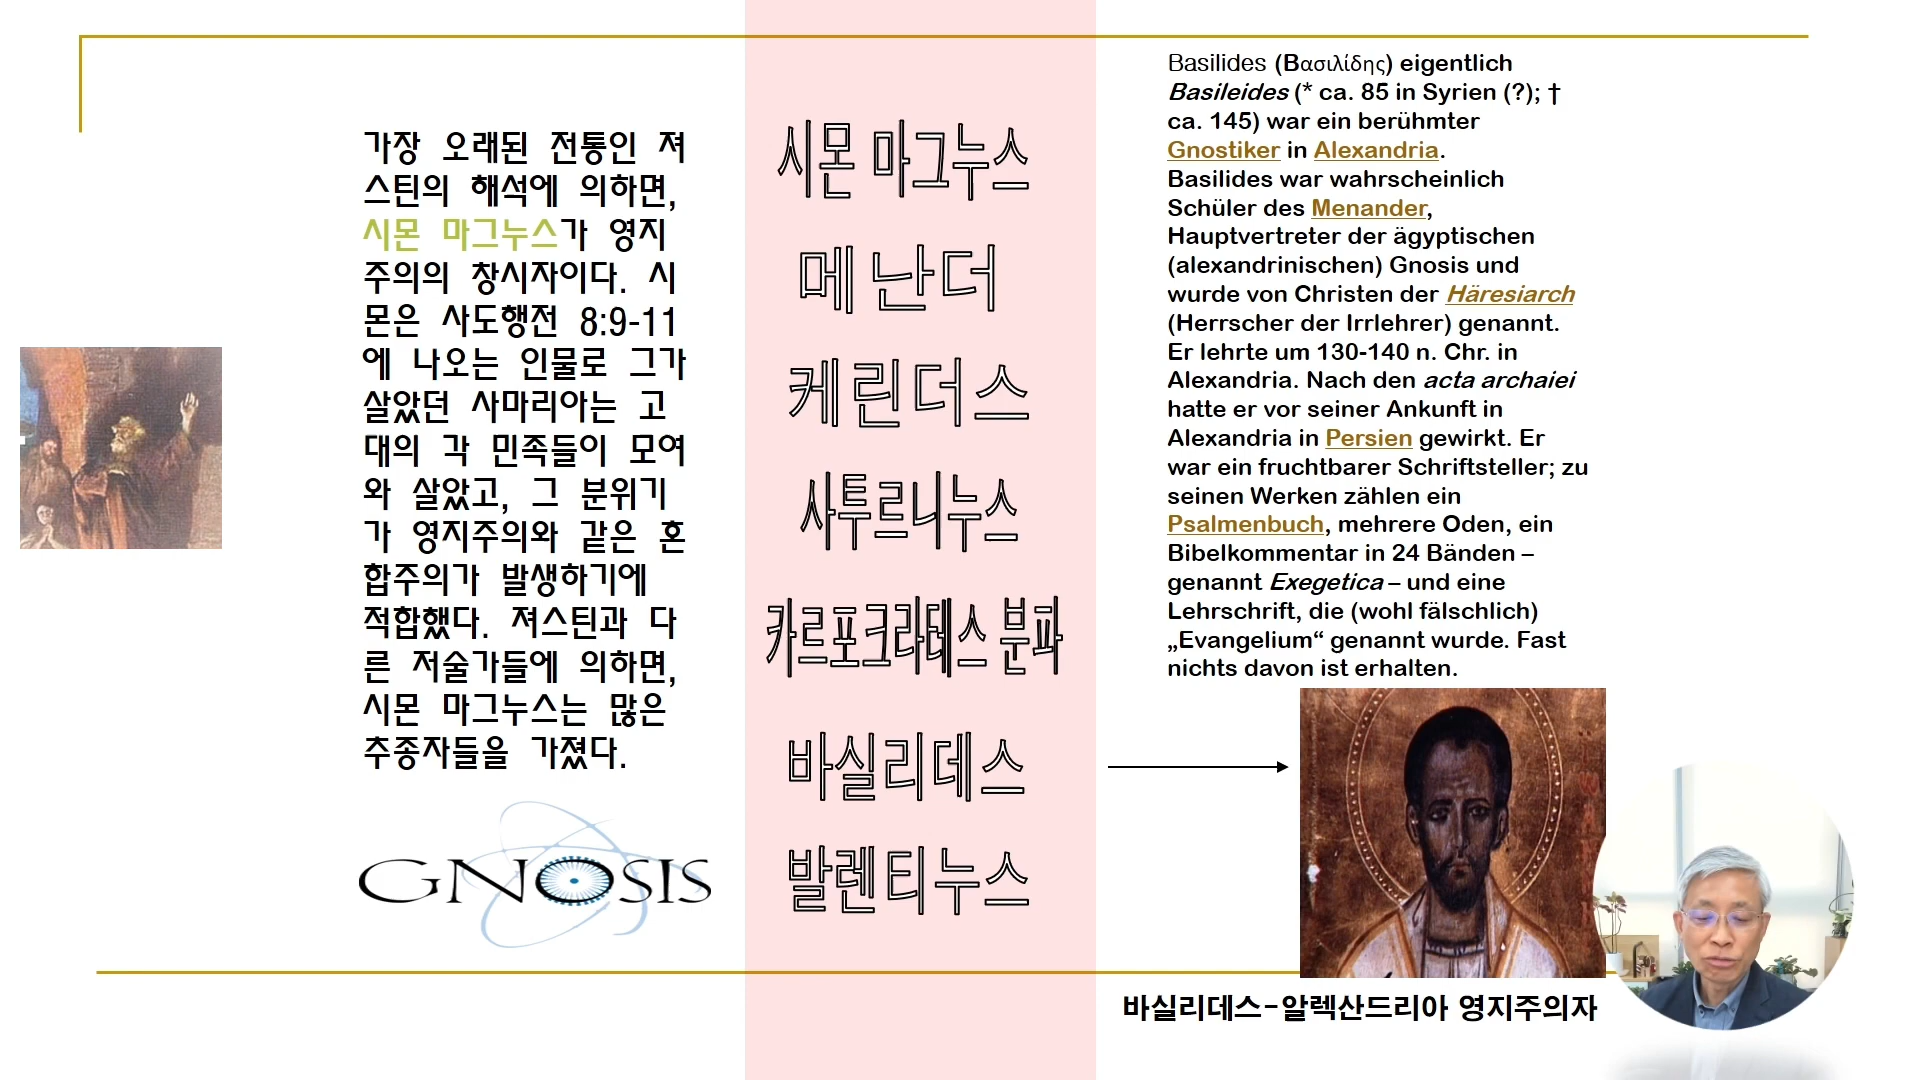 가장 오래된 전통인 져
스틴의 해석에 의하면,
시몬 마그누스가 영지
주의의 창시자이다. 시
몬은 사도행전 8:9-11
에 나오는 인물로 그가
살았던 사마리아는 고
대의 각 민족들이 모여
와 살았고, 그 분위기
가 영지주의와 같은 혼
합주의가 발생하기에
적합했다. 져스틴과 다
른 저술가들에 의하면,
시몬 마그누스는 많은
추종자들을 가졌다.
GNOSIS
시몬 마그누스
메난더
케린더스
사투르니누스
카르포크라테스 분파
바실리데스
발렌티누스
Basilides (Βασιλίδης) eigentlich
Basileides (* ca. 85 in Syrien (?); †
ca. 145) war ein berühmter
Gnostiker in Alexandria.
Basilides war wahrscheinlich
Schüler des Menander,
Hauptvertreter der ägyptischen
(alexandrinischen) Gnosis und
wurde von Christen der Häresiarch
(Herrscher der Irrlehrer) genannt.
Er lehrte um 130-140 n. Chr. in
Alexandria. Nach den acta archaiei
hatte er vor seiner Ankunft in
Alexandria in Persien gewirkt. Er
war ein fruchtbarer Schriftsteller; zu
seinen Werken zählen ein
Psalmenbuch, mehrere Oden, ein
Bibelkommentar in 24 Bänden –
genannt Exegetica – und eine
Lehrschrift, die (wohl fälschlich)
„Evangelium“ genannt wurde. Fast
nichts davon ist erhalten.
바실리데스-알렉산드리아 영지주의자